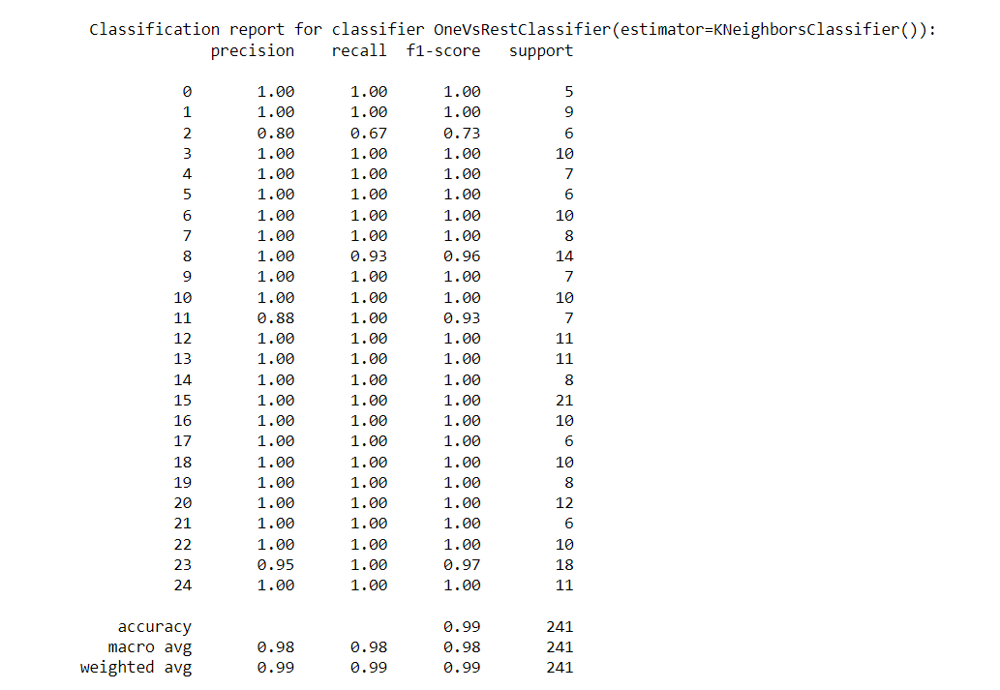 Classification report for classifier OneVsRestClassifier(estimator=KNeighborsClassifier()):
precision recall f1-score support
0 1.00 1.00 1.00 5
1 1.00 1.00 1.00 9
2 0.80 0.67 0.73 6
3 1.00 1.00 1.00 10
4 1.00 1.00 1.00 7
5 1.00 1.00 1.00 6
6 1.00 1.00 1.00 10
7 1.00 1.00 1.00 8
8 1.00 0.93 0.96 14
9 1.00 1.00 1.00 7
10 1.00 1.00 1.00 10
11 0.88 1.00 0.93 7
12 1.00 1.00 1.00 11
13 1.00 1.00 1.00 11
14 1.00 1.00 1.00 8
15 1.00 1.00 1.00 21
16 1.00 1.00 1.00 10
17 1.00 1.00 1.00 6
18 1.00 1.00 1.00 10
19 1.00 1.00 1.00 8
20 1.00 1.00 1.00 12
21 1.00 1.00 1.00 6
22 1.00 1.00 1.00 10
23 0.95 1.00 0.97 18
24 1.00 1.00 1.00 11
accuracy 0.99 241
macro avg 0.98 0.98 0.98 241
weighted avg 0.99 0.99 0.99 241